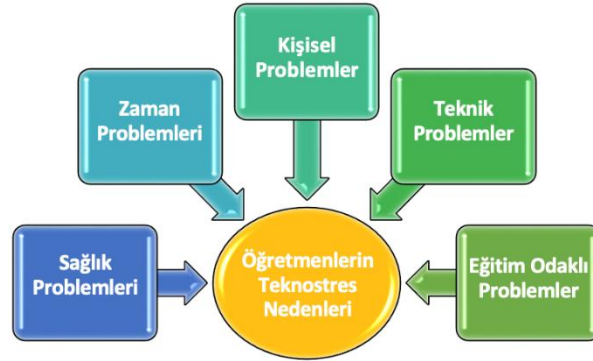 Kişisel
Problemler
Zaman
Problemleri
Teknik
Problemler
Sağlık
Problemleri
Öğretmenlerin
Teknostres
Nedenleri
Eğitim Odaklı
Problemler